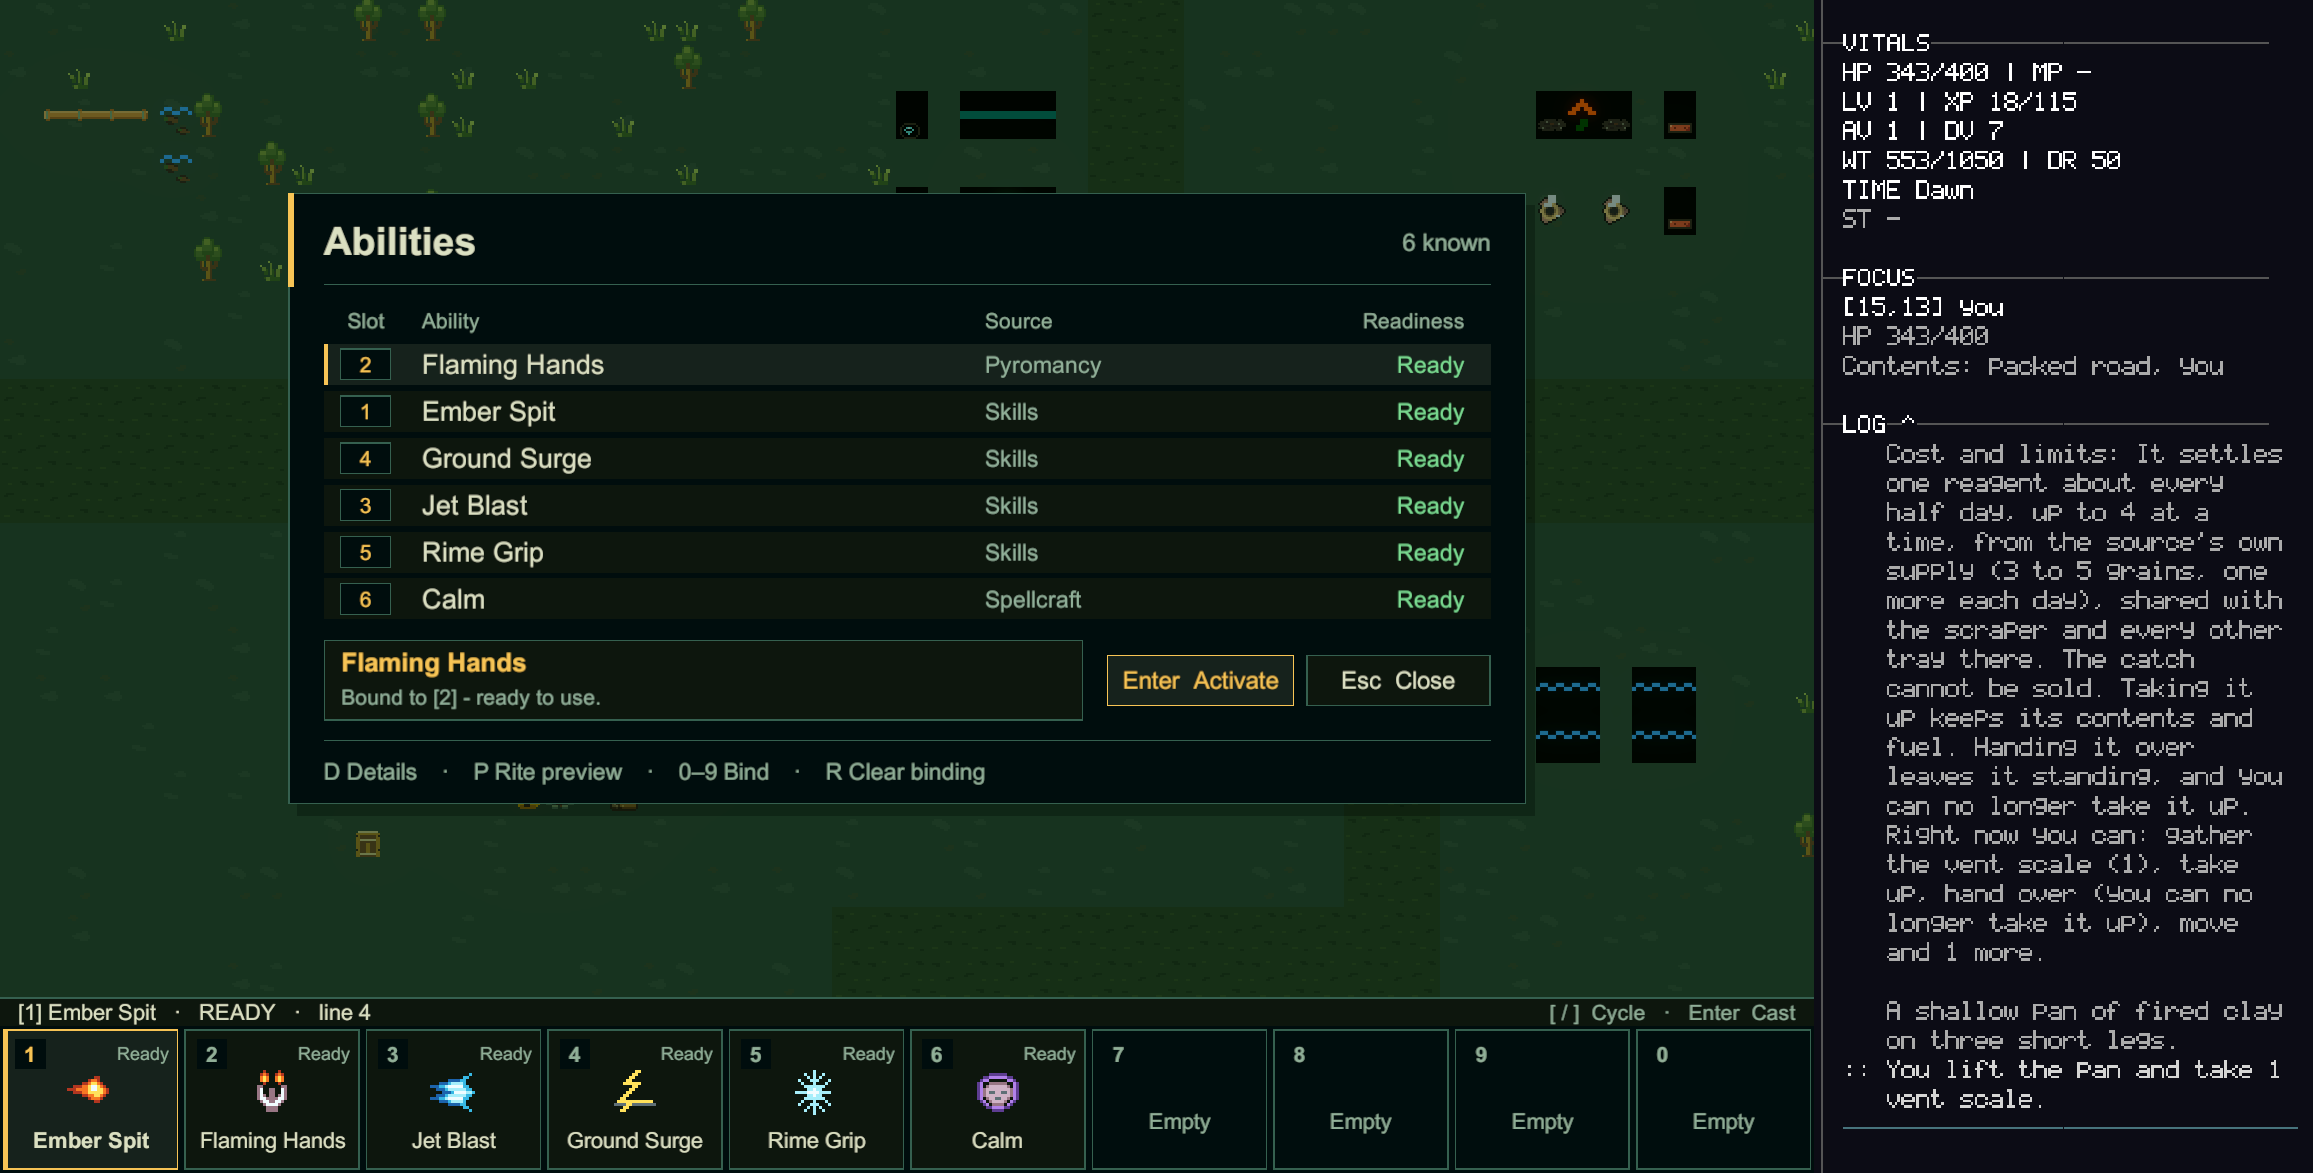 Abilities
6 known
Slot Ability Source Readiness
2 Flaming Hands Pyromancy Ready
1 Ember Spit Skills Ready
4 Ground Surge Skills Ready
3 Jet Blast Skills Ready
5 Rime Grip Skills Ready
6 Calm Spellcraft Ready
Flaming Hands
Bound to [2] - ready to use.
Enter Activate
Esc Close
D Details · P Rite preview · 0–9 Bind · R Clear binding
[1] Ember Spit · READY · line 4
[ / ] Cycle · Enter Cast
1 Ready
Ember Spit
2 Ready
Flaming Hands
3 Ready
Jet Blast
4 Ready
Ground Surge
5 Ready
Rime Grip
6 Ready
Calm
7
Empty
8
Empty
9
Empty
0
Empty
VITALS
HP 343/400 | MP -
LV 1 | XP 18/115
AV 1 | DV 7
WT 553/1050 | DR 50
TIME Dawn
ST -
FOCUS
[15,13] You
HP 343/400
Contents: Packed road, You
LOG ^
Cost and limits: It settles
one reagent about every
half day, up to 4 at a
time, from the source's own
supply (3 to 5 grains, one
more each day), shared with
the scraper and every other
tray there. The catch
cannot be sold. Taking it
up keeps its contents and
fuel. Handing it over
leaves it standing, and you
can no longer take it up.
Right now you can: gather
the vent scale (1), take
up, hand over (you can no
longer take it up), move
and 1 more.
A shallow pan of fired clay
on three short legs.
:: You lift the pan and take 1
vent scale.